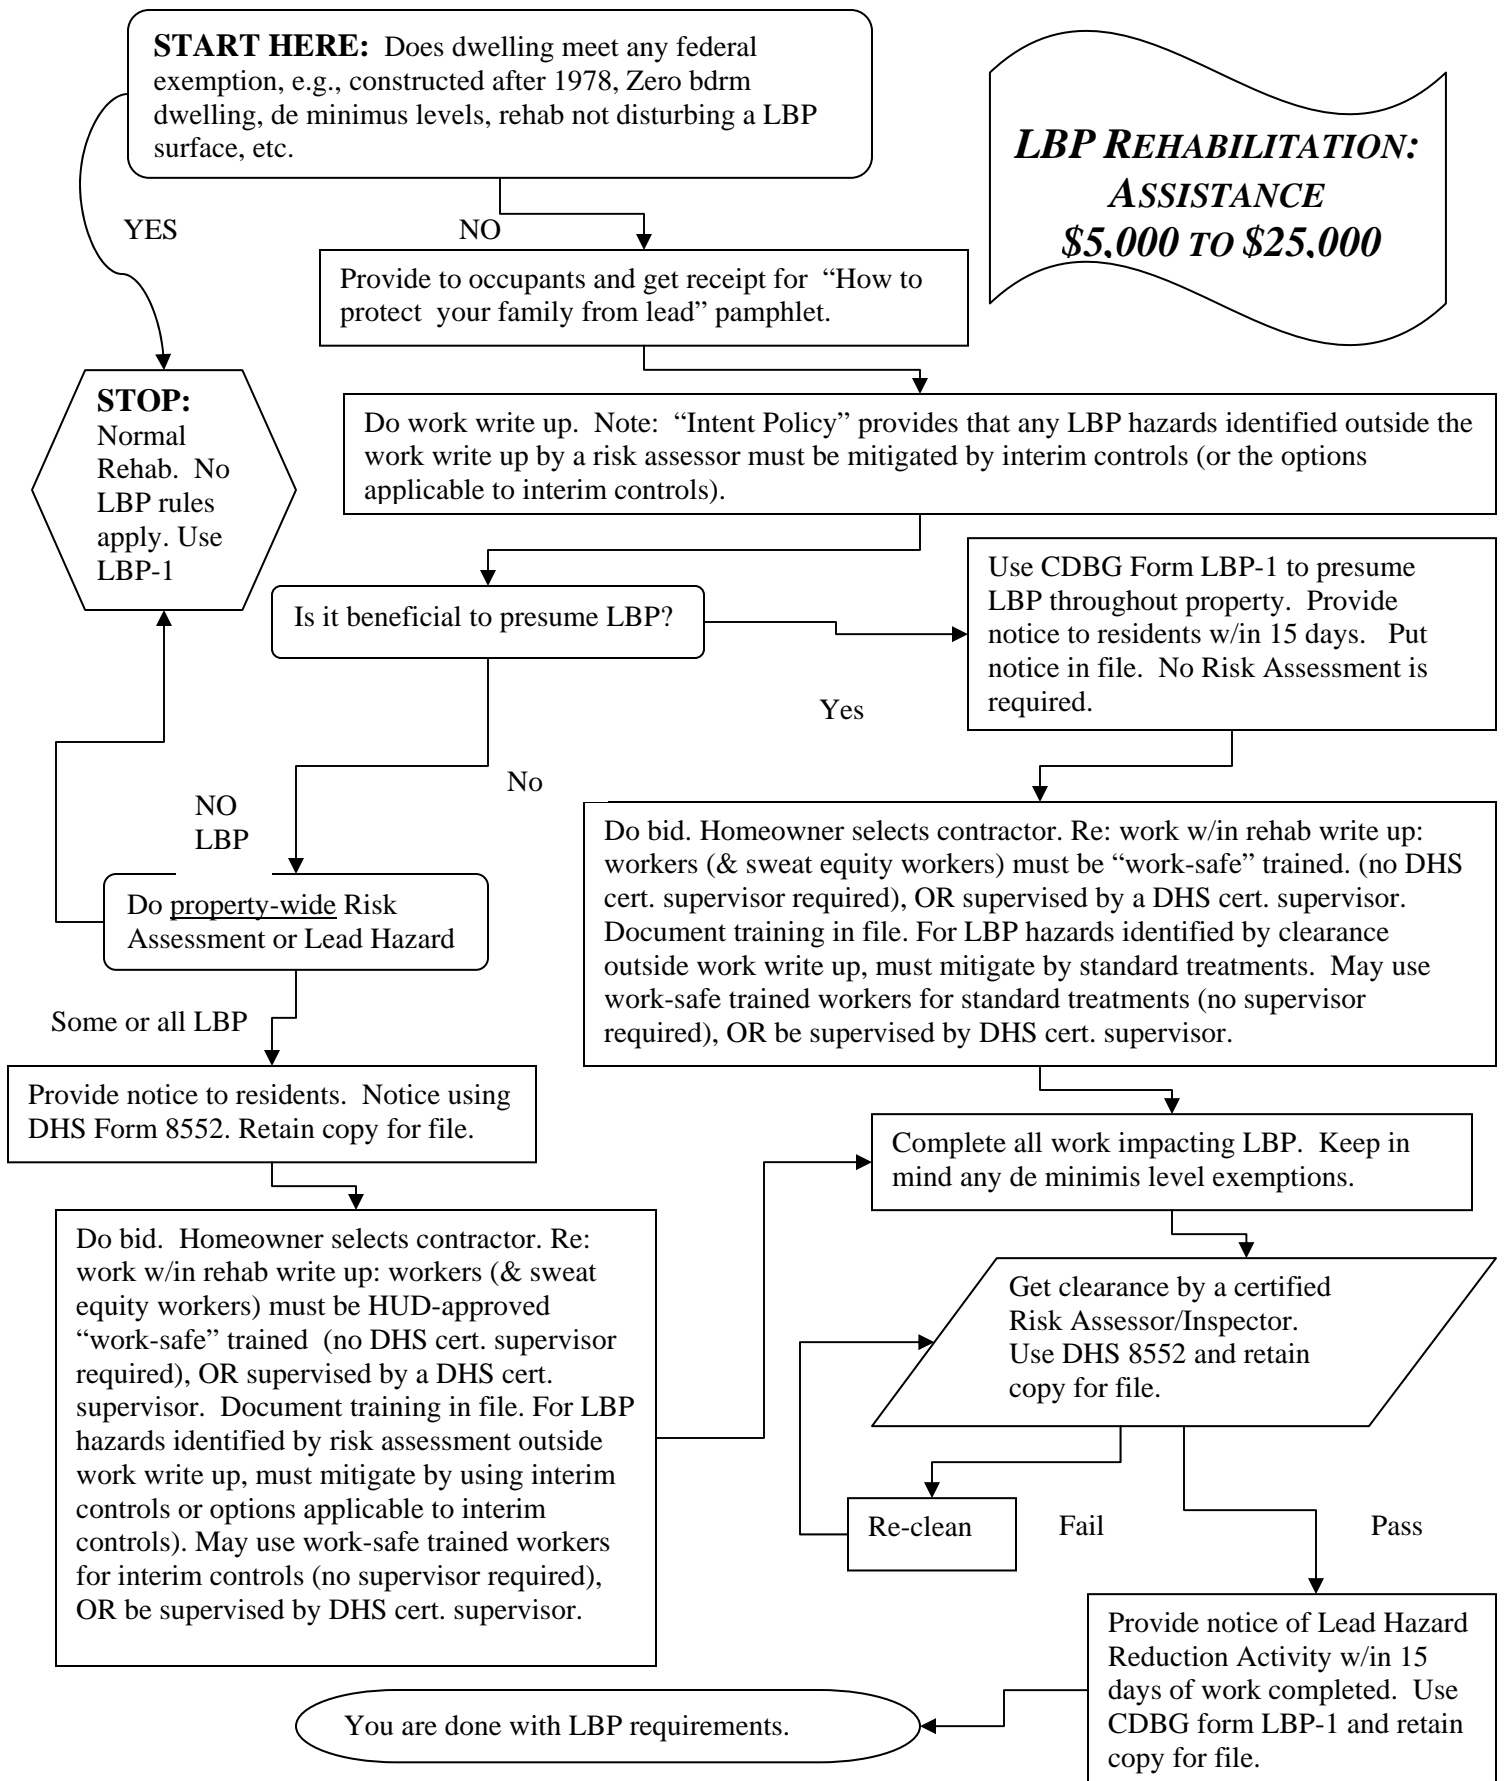 START HERE: Does dwelling meet any federal
exemption, e.g., constructed after 1978, Zero bdrm
dwelling, de minimus levels, rehab not disturbing a LBP
surface, etc.
LBP REHABILITATION:
ASSISTANCE
$5,000 TO $25,000
YES
NO
Provide to occupants and get receipt for “How to
protect your family from lead” pamphlet.
STOP:
Normal
Rehab. No
LBP rules
apply. Use
LBP-1
Do work write up. Note: “Intent Policy” provides that any LBP hazards identified outside the
work write up by a risk assessor must be mitigated by interim controls (or the options
applicable to interim controls).
Is it beneficial to presume LBP?
Use CDBG Form LBP-1 to presume
LBP throughout property. Provide
notice to residents w/in 15 days. Put
notice in file. No Risk Assessment is
required.
Yes
No
NO
LBP
Do property-wide Risk
Assessment or Lead Hazard
Do bid. Homeowner selects contractor. Re: work w/in rehab write up:
workers (& sweat equity workers) must be “work-safe” trained. (no DHS
cert. supervisor required), OR supervised by a DHS cert. supervisor.
Document training in file. For LBP hazards identified by clearance
outside work write up, must mitigate by standard treatments. May use
work-safe trained workers for standard treatments (no supervisor
required), OR be supervised by DHS cert. supervisor.
Some or all LBP
Provide notice to residents. Notice using
DHS Form 8552. Retain copy for file.
Complete all work impacting LBP. Keep in
mind any de minimis level exemptions.
Do bid. Homeowner selects contractor. Re:
work w/in rehab write up: workers (& sweat
equity workers) must be HUD-approved
“work-safe” trained (no DHS cert. supervisor
required), OR supervised by a DHS cert.
supervisor. Document training in file. For LBP
hazards identified by risk assessment outside
work write up, must mitigate by using interim
controls or options applicable to interim
controls). May use work-safe trained workers
for interim controls (no supervisor required),
OR be supervised by DHS cert. supervisor.
Get clearance by a certified
Risk Assessor/Inspector.
Use DHS 8552 and retain
copy for file.
Re-clean
Fail
Pass
Provide notice of Lead Hazard
Reduction Activity w/in 15
days of work completed. Use
CDBG form LBP-1 and retain
copy for file.
You are done with LBP requirements.